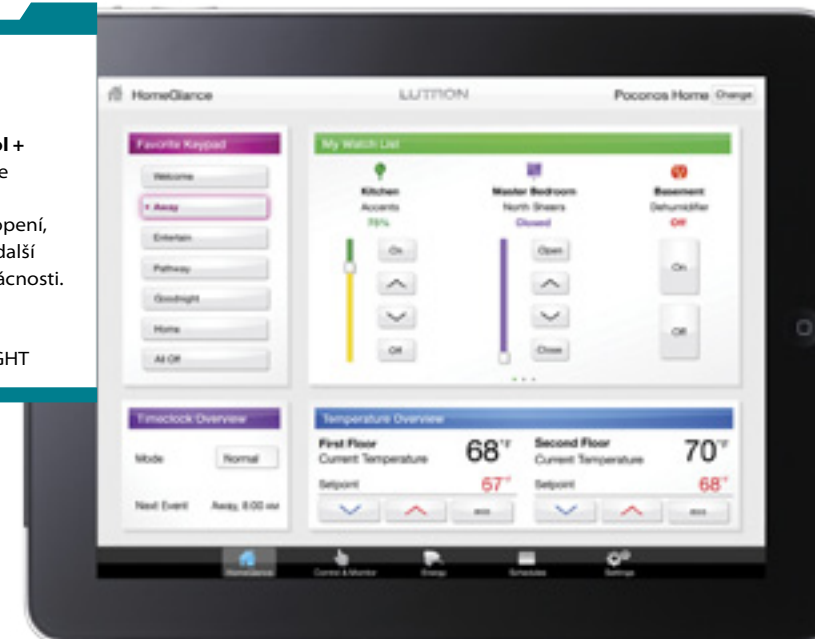 ol +
e
opení,
další
ácnosti.
GHT
HomeGlance
LUTRON
Poconos Home Change
Favorite Keypad
Welcome
Away
Entertain
Pathway
Goodnight
Home
All Off
My Watch List
Kitchen
Accents
75%
On
Off
Master Bedroom
North Sheers
Closed
Open
Close
Basement
Dehumidifier
Off
On
Off
Timeclock Overview
Mode Normal
Next Event Away, 8:00 AM
Temperature Overview
First Floor
Current Temperature 68°F
Setpoint 67°
eco
Second Floor
Current Temperature 70°F
Setpoint 68°
eco
HomeGlance Control & Monitor Energy Schedules Settings